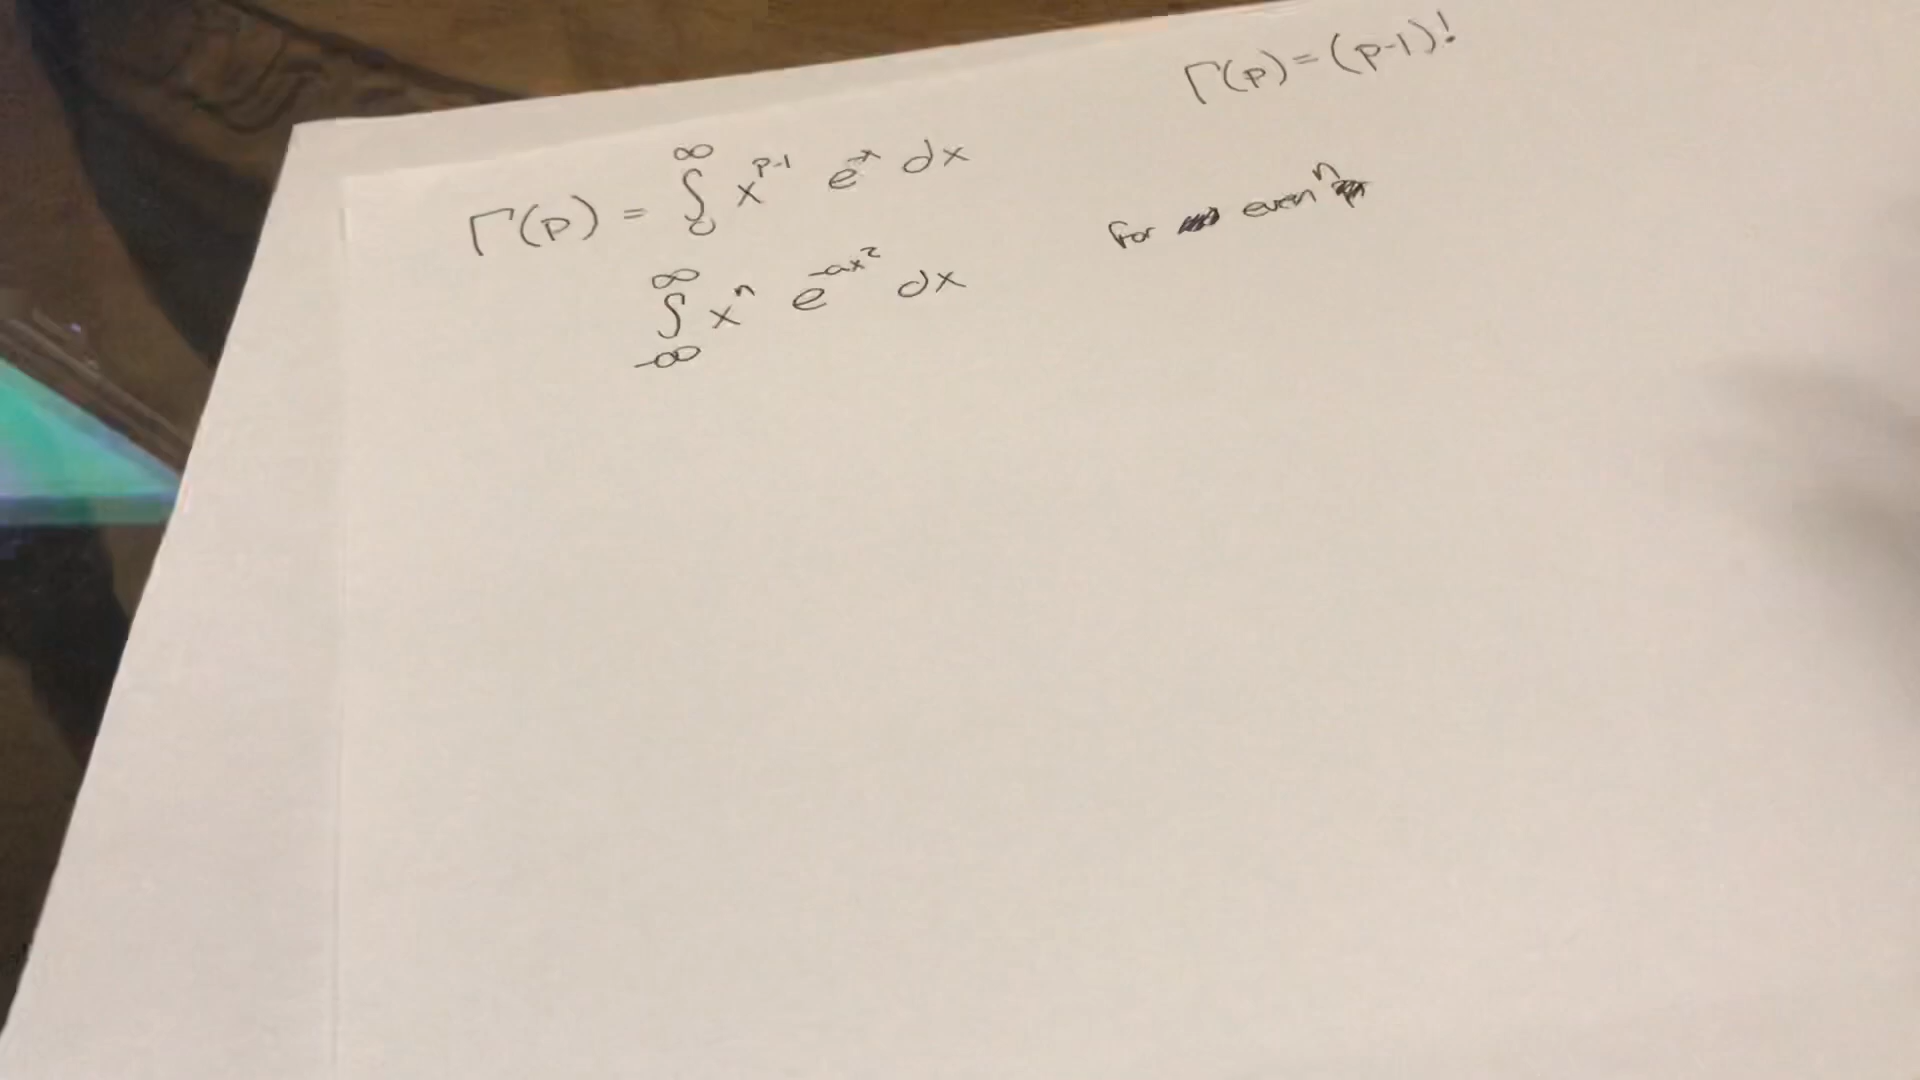 Γ(p) = (p-1)!
Γ(p) = ∫₀^∞ x^{p-1} e^{-x} dx
for even n
∫_{-∞}^{∞} x^n e^{-ax²} dx